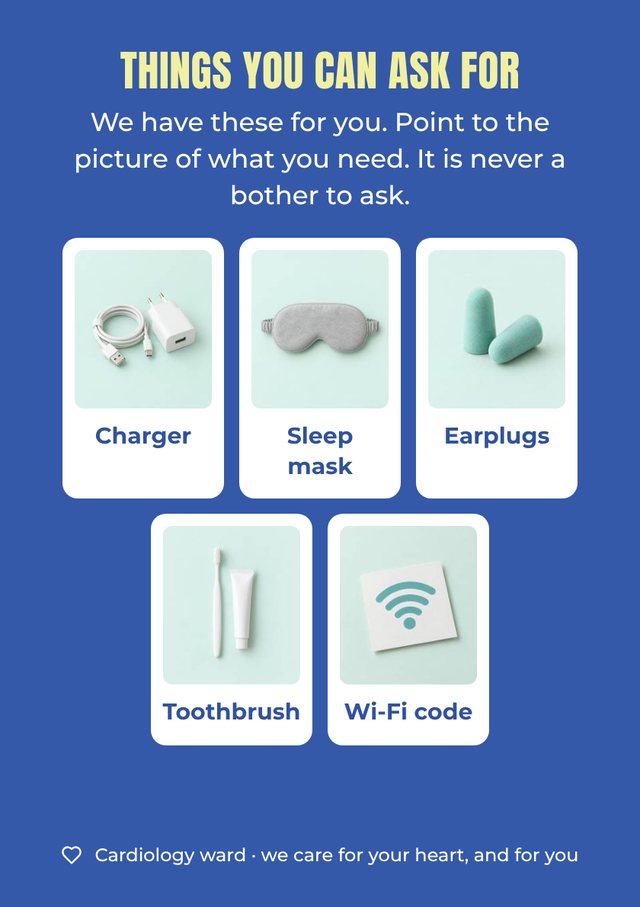 THINGS YOU CAN ASK FOR
We have these for you. Point to the
picture of what you need. It is never a
bother to ask.
Charger
Sleep
mask
Earplugs
Toothbrush
Wi-Fi code
Cardiology ward · we care for your heart, and for you